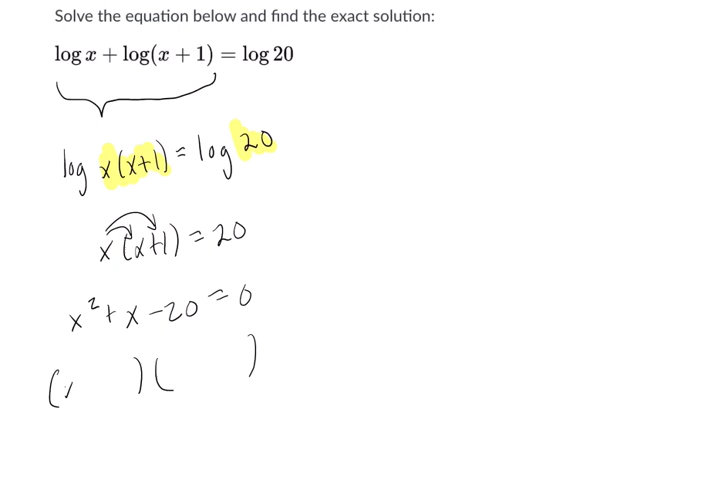 Solve the equation below and find the exact solution:
log x + log(x + 1) = log 20
log x(x+1) = log 20
x(x+1) = 20
x² + x - 20 = 0
( )( )